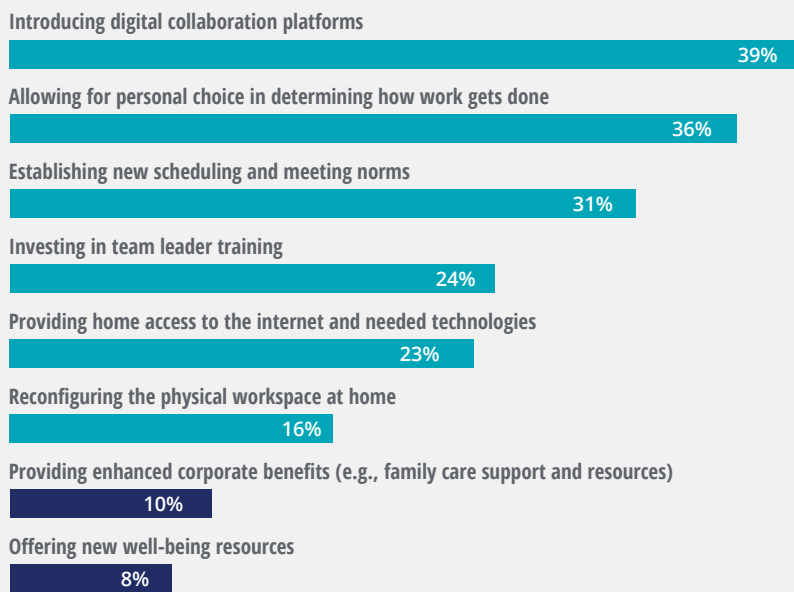 Introducing digital collaboration platforms
39%
Allowing for personal choice in determining how work gets done
36%
Establishing new scheduling and meeting norms
31%
Investing in team leader training
24%
Providing home access to the internet and needed technologies
23%
Reconfiguring the physical workspace at home
16%
Providing enhanced corporate benefits (e.g., family care support and resources)
10%
Offering new well-being resources
8%